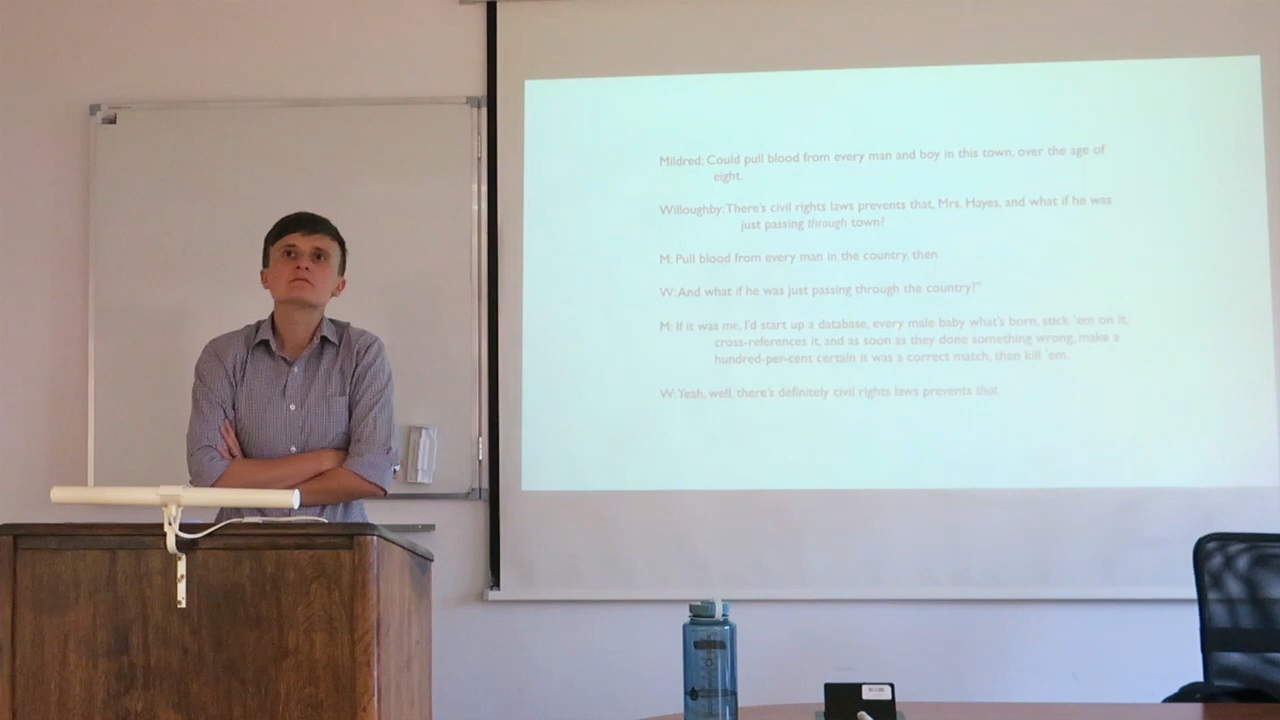 Mildred: Could pull blood from every man and boy in this town, over the age of
eight.
Willoughby: There's civil rights laws prevents that, Mrs. Hayes, and what if he was
just passing through town?
M: Pull blood from every man in the country, then.
W: And what if he was just passing through the country?"
M: If it was me, I'd start up a database, every male baby what's born, stick 'em on it,
cross-references it, and as soon as they done something wrong, make a
hundred-per-cent certain it was a correct match, then kill 'em.
W: Yeah, well, there's definitely civil rights laws prevents that.